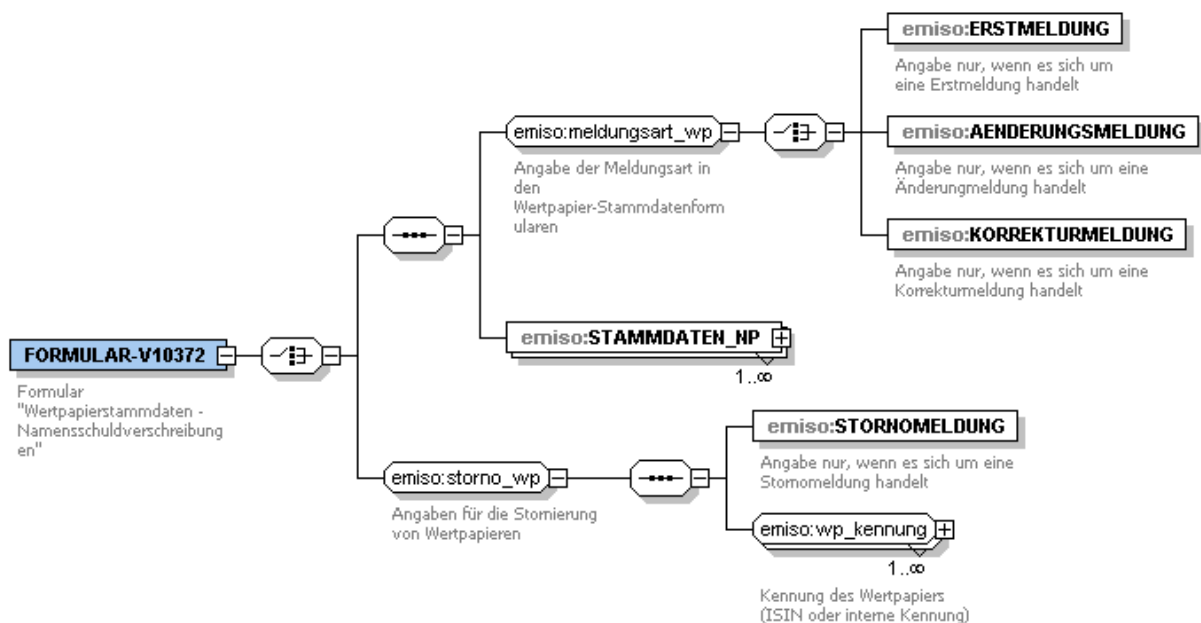 emiso:ERSTMELDUNG
Angabe nur, wenn es sich um
eine Erstmeldung handelt
emiso:meldungsart_wp
Angabe der Meldungsart in
den
Wertpapier-Stammdatenform
ularen
emiso:AENDERUNGSMELDUNG
Angabe nur, wenn es sich um eine
Änderungmeldung handelt
emiso:KORREKTURMELDUNG
Angabe nur, wenn es sich um eine
Korrekturmeldung handelt
emiso:STAMMDATEN_NP
1..∞
FORMULAR-V10372
Formular
"Wertpapierstammdaten -
Namensschuldverschreibung
en"
emiso:STORNOMELDUNG
Angabe nur, wenn es sich um eine
Stornomeldung handelt
emiso:storno_wp
Angaben für die Stornierung
von Wertpapieren
emiso:wp_kennung
1..∞
Kennung des Wertpapiers
(ISIN oder interne Kennung)